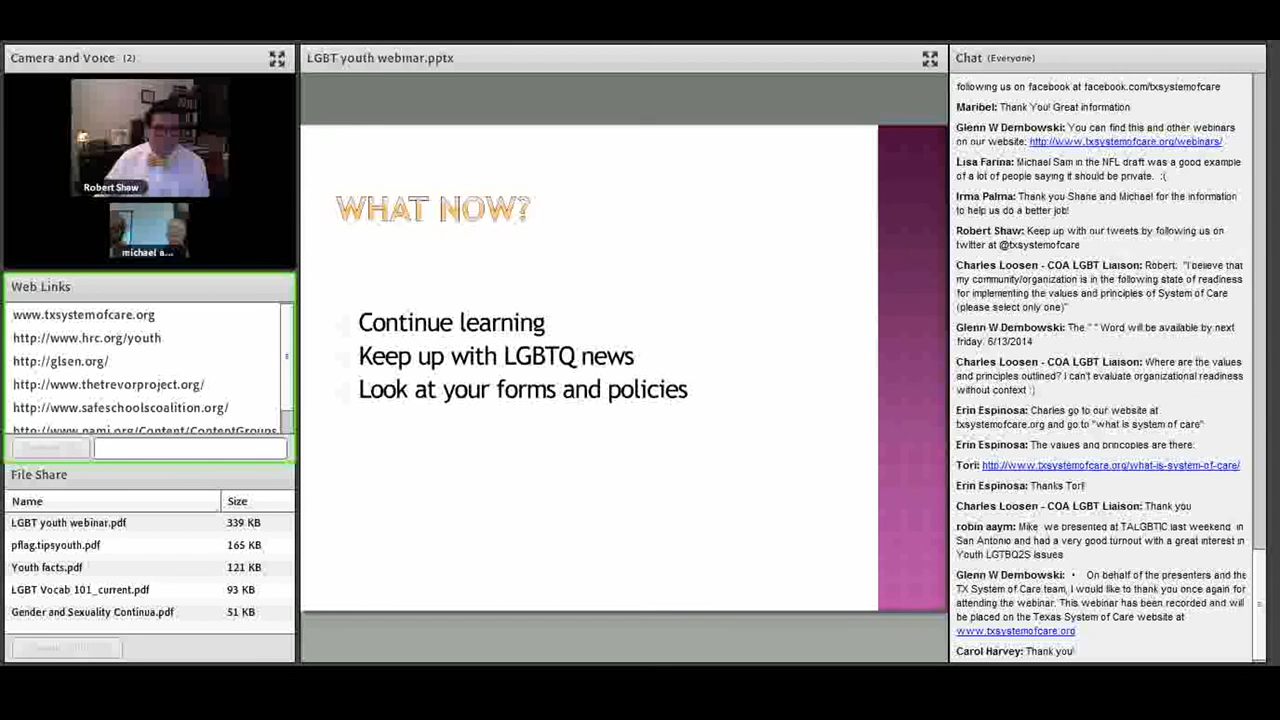 Camera and Voice (2)
Robert Shaw
michael a...
Web Links
www.txsystemofcare.org
http://www.hrc.org/youth
http://glsen.org/
http://www.thetrevorproject.org/
http://www.safeschoolscoalition.org/
http://www.nami.org/Content/ContentGroups
File Share
Name Size
LGBT youth webinar.pdf 339 KB
pflag.tipsyouth.pdf 165 KB
Youth facts.pdf 121 KB
LGBT Vocab 101_current.pdf 93 KB
Gender and Sexuality Continua.pdf 51 KB
LGBT youth webinar.pptx
WHAT NOW?
Continue learning
Keep up with LGBTQ news
Look at your forms and policies
Chat (Everyone)
following us on facebook at facebook.com/txsystemofcare
Maribel: Thank You! Great information
Glenn W Dembowski: You can find this and other webinars
on our website: http://www.txsystemofcare.org/webinars/
Lisa Farina: Michael Sam in the NFL draft was a good example
of a lot of people saying it should be private. :(
Irma Palma: Thank you Shane and Michael for the information
to help us do a better job!
Robert Shaw: Keep up with our tweets by following us on
twitter at @txsystemofcare
Charles Loosen - COA LGBT Liaison: Robert: "I believe that
my community/organization is in the following state of readiness
for implementing the values and principles of System of Care
(please select only one)"
Glenn W Dembowski: The " " Word will be available by next
friday. 6/13/2014
Charles Loosen - COA LGBT Liaison: Where are the values
and principles outlined? I can't evaluate organizational readiness
without context :)
Erin Espinosa: Charles go to our website at
txsystemofcare.org and go to "what is system of care"
Erin Espinosa: The values and princoples are there.
Tori: http://www.txsystemofcare.org/what-is-system-of-care/
Erin Espinosa: Thanks Tori!
Charles Loosen - COA LGBT Liaison: Thank you
robin aaym: Mike we presented at TALGBTIC last weekend in
San Antonio and had a very good turnout with a great interest in
Youth LGTBQ2S issues
Glenn W Dembowski: • On behalf of the presenters and the
TX System of Care team, I would like to thank you once again for
attending the webinar. This webinar has been recorded and will
be placed on the Texas System of Care website at
www.txsystemofcare.org
Carol Harvey: Thank you!